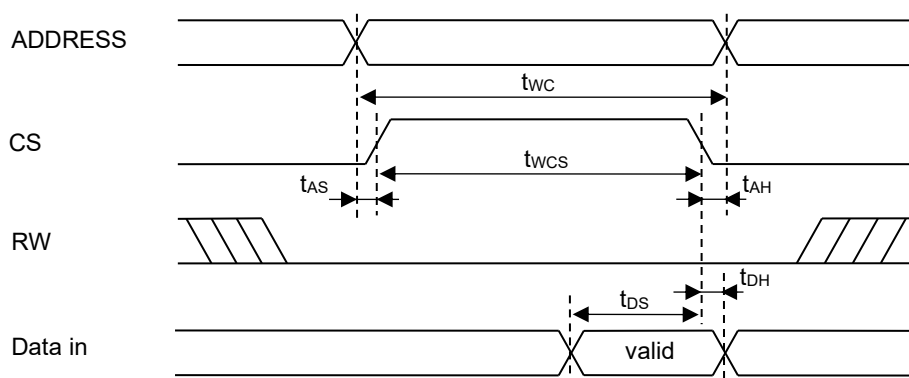 ADDRESS
tWC
CS
tWCS
tAS
tAH
RW
tDH
tDS
Data in
valid